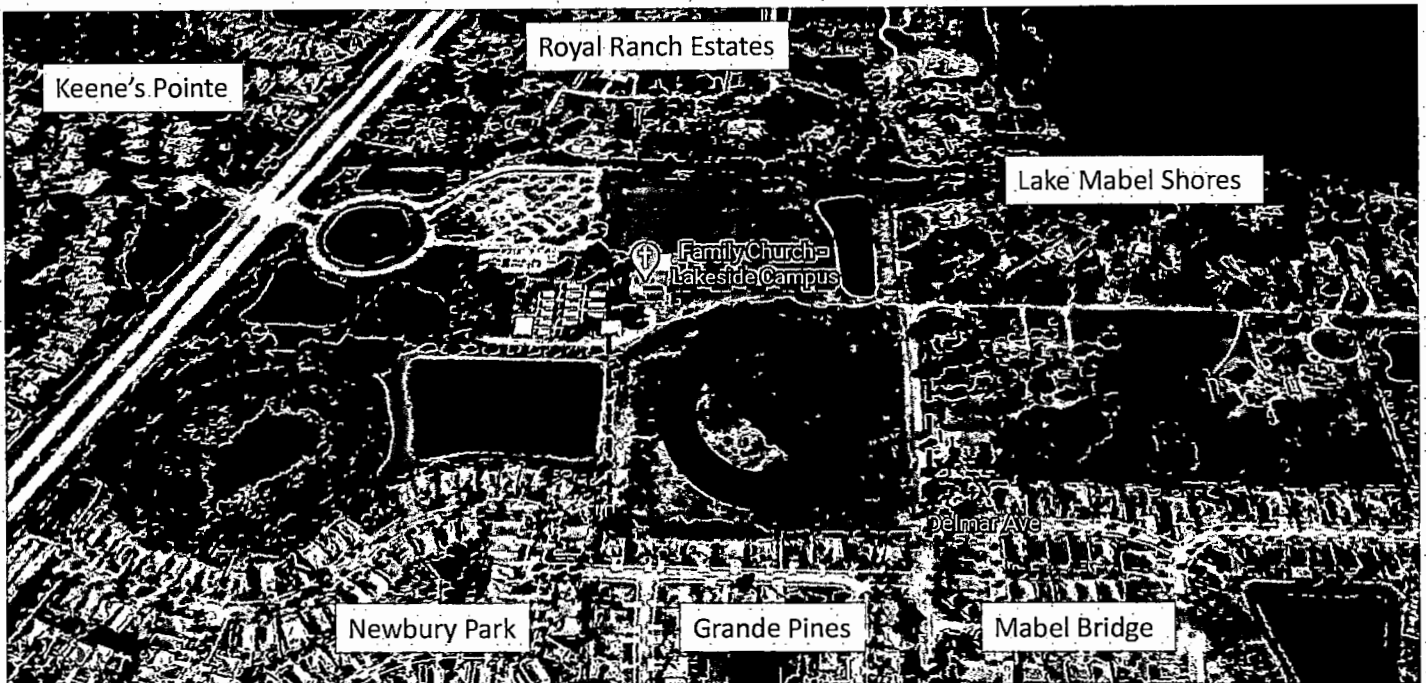 Royal Ranch Estates
Keene's Pointe
Lake Mabel Shores
Family Church -
Lakeside Campus
Delmar Ave
Newbury Park
Grande Pines
Mabel Bridge